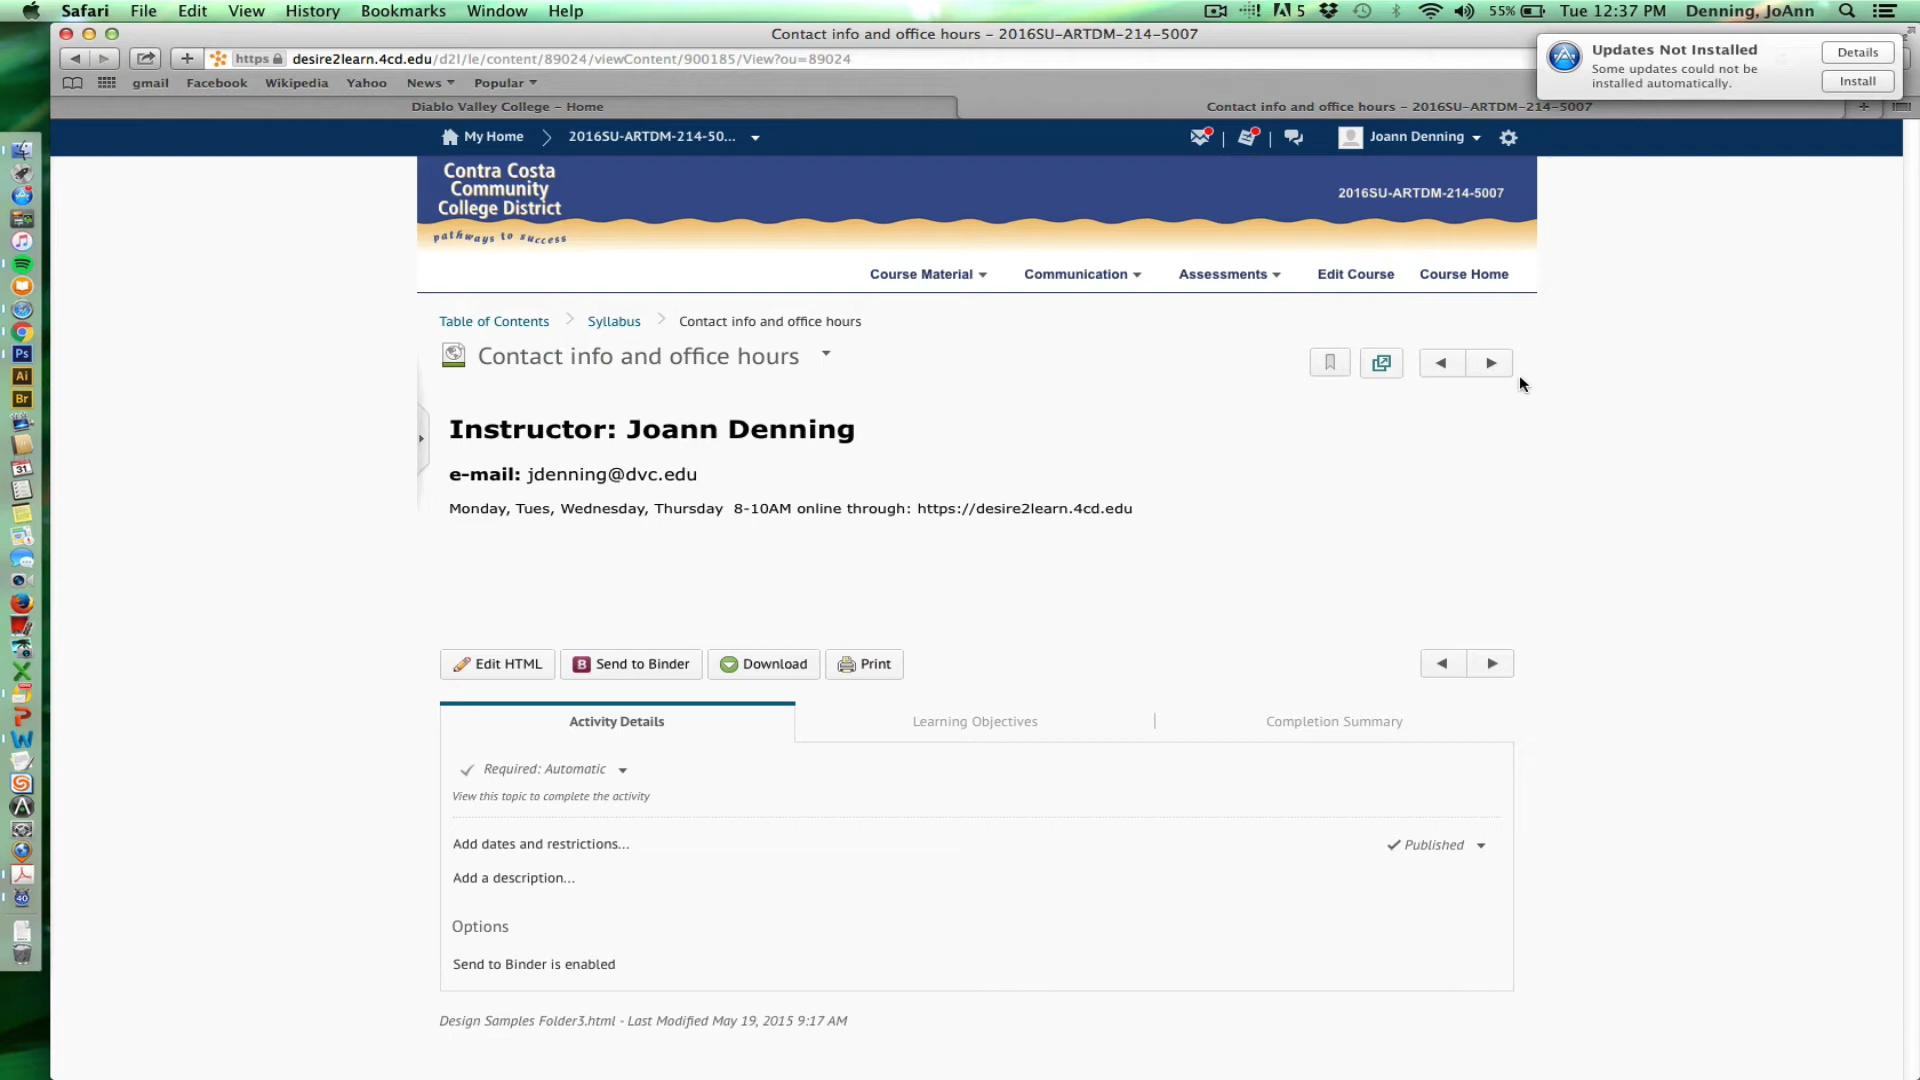 Safari File Edit View History Bookmarks Window Help 5 55% Tue 12:37 PM Denning, JoAnn
Contact info and office hours – 2016SU-ARTDM-214-5007
https desire2learn.4cd.edu/d2l/le/content/89024/viewContent/900185/View?ou=89024
gmail Facebook Wikipedia Yahoo News Popular
Updates Not Installed
Some updates could not be
installed automatically.
Details
Install
Diablo Valley College – Home
Contact info and office hours – 2016SU-ARTDM-214-5007
My Home 2016SU-ARTDM-214-50... Joann Denning
Contra Costa
Community
College District
pathways to success
2016SU-ARTDM-214-5007
Course Material Communication Assessments Edit Course Course Home
Table of Contents Syllabus Contact info and office hours
Contact info and office hours
Instructor: Joann Denning
e-mail: jdenning@dvc.edu
Monday, Tues, Wednesday, Thursday 8-10AM online through: https://desire2learn.4cd.edu
Edit HTML B Send to Binder Download Print
Activity Details Learning Objectives Completion Summary
Required: Automatic
View this topic to complete the activity
Add dates and restrictions...
Published
Add a description...
Options
Send to Binder is enabled
Design Samples Folder3.html - Last Modified May 19, 2015 9:17 AM
Ps
Ai
Br
31
W
40